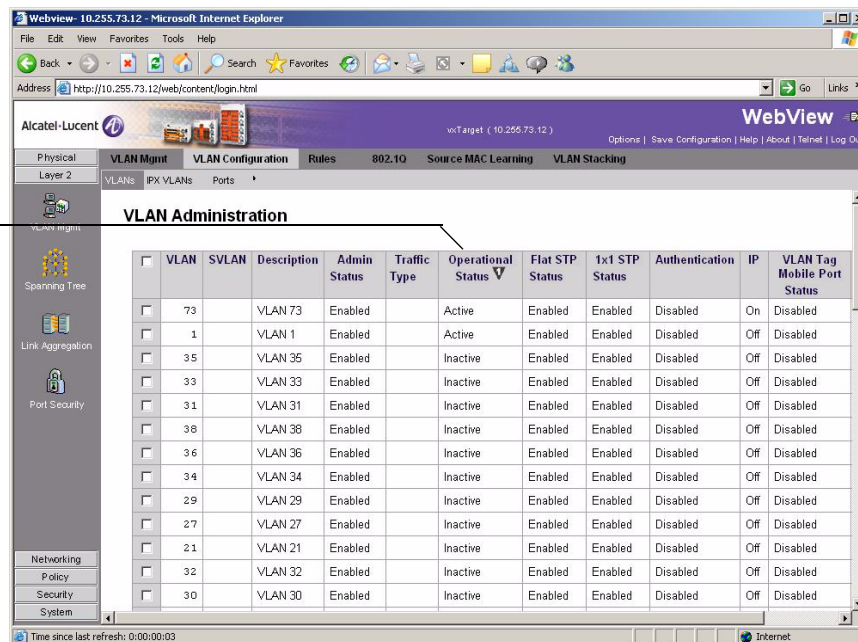 Webview- 10.255.73.12 - Microsoft Internet Explorer
File Edit View Favorites Tools Help
Back Search Favorites
Address http://10.255.73.12/web/content/login.html Go Links
Alcatel-Lucent vxTarget ( 10.255.73.12 ) WebView
Options | Save Configuration | Help | About | Telnet | Log Ou
Physical VLAN Mgmt VLAN Configuration Rules 802.1Q Source MAC Learning VLAN Stacking
Layer 2 VLANs IPX VLANs Ports
VLAN Mgmt
Spanning Tree
Link Aggregation
Port Security
Networking
Policy
Security
System
VLAN Administration
VLAN SVLAN Description Admin Status Traffic Type Operational Status 1 Flat STP Status 1x1 STP Status Authentication IP VLAN Tag Mobile Port Status
73 VLAN 73 Enabled Active Enabled Enabled Disabled On Disabled
1 VLAN 1 Enabled Active Enabled Enabled Disabled Off Disabled
35 VLAN 35 Enabled Inactive Enabled Enabled Disabled Off Disabled
33 VLAN 33 Enabled Inactive Enabled Enabled Disabled Off Disabled
31 VLAN 31 Enabled Inactive Enabled Enabled Disabled Off Disabled
38 VLAN 38 Enabled Inactive Enabled Enabled Disabled Off Disabled
36 VLAN 36 Enabled Inactive Enabled Enabled Disabled Off Disabled
34 VLAN 34 Enabled Inactive Enabled Enabled Disabled Off Disabled
29 VLAN 29 Enabled Inactive Enabled Enabled Disabled Off Disabled
27 VLAN 27 Enabled Inactive Enabled Enabled Disabled Off Disabled
21 VLAN 21 Enabled Inactive Enabled Enabled Disabled Off Disabled
32 VLAN 32 Enabled Inactive Enabled Enabled Disabled Off Disabled
30 VLAN 30 Enabled Inactive Enabled Enabled Disabled Off Disabled
Time since last refresh: 0:00:00:03 Internet